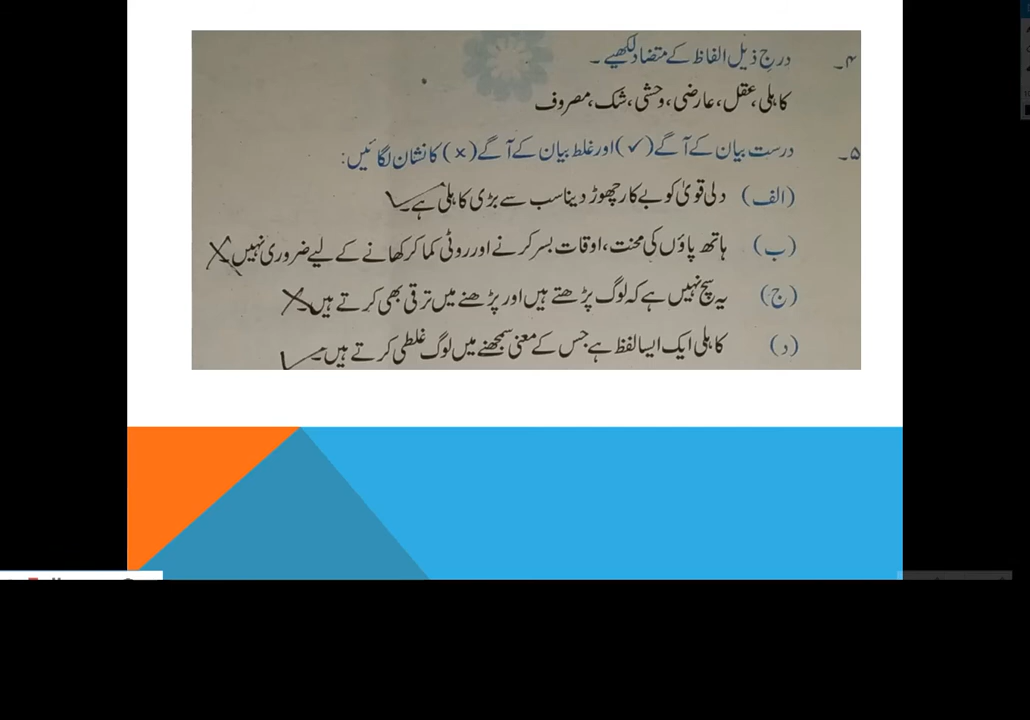 ۴۔ درج ذیل الفاظ کے متضاد لکھیے۔
کاہلی، عقل، عارضی، وحشی، شک، مصروف
۵۔ درست بیان کے آگے (✓) اور غلط بیان کے آگے (×) کا نشان لگائیں:
(الف) دلی قویٰ کو بے کار چھوڑ دینا سب سے بڑی کاہلی ہے۔ ✓
(ب) ہاتھ پاؤں کی محنت، اوقات بسر کرنے اور روٹی کما کر کھانے کے لیے ضروری نہیں۔ ×
(ج) یہ سچ نہیں ہے کہ لوگ پڑھتے ہیں اور پڑھنے میں ترقی بھی کرتے ہیں۔ ×
(د) کاہلی ایک ایسا لفظ ہے جس کے معنی سمجھنے میں لوگ غلطی کرتے ہیں۔ ✓